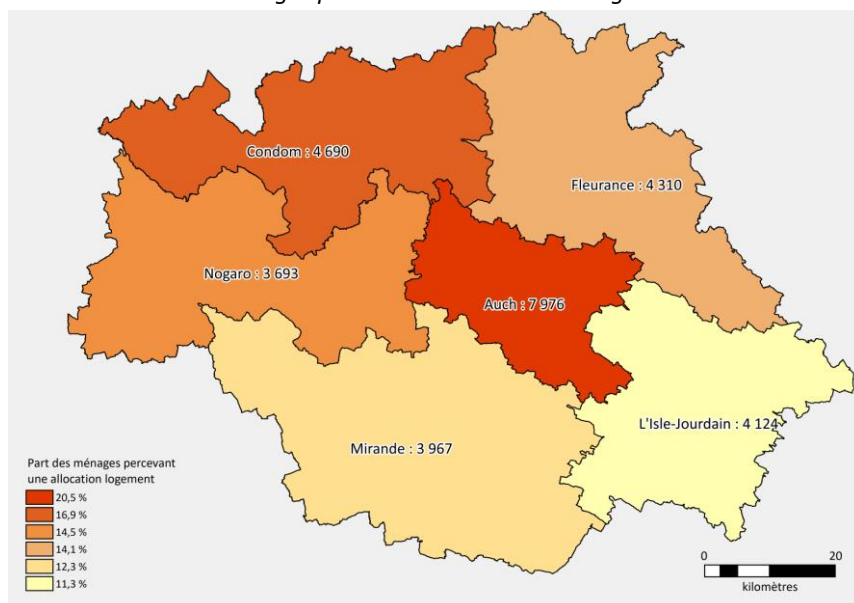 Condom : 4 690
Fleurance : 4 310
Nogaro : 3 693
Auch : 7 976
L'Isle-Jourdain : 4 124
Mirande : 3 967
Part des ménages percevant
une allocation logement
20,5 %
16,9 %
14,5 %
14,1 %
12,3 %
11,3 %
0 20
kilomètres